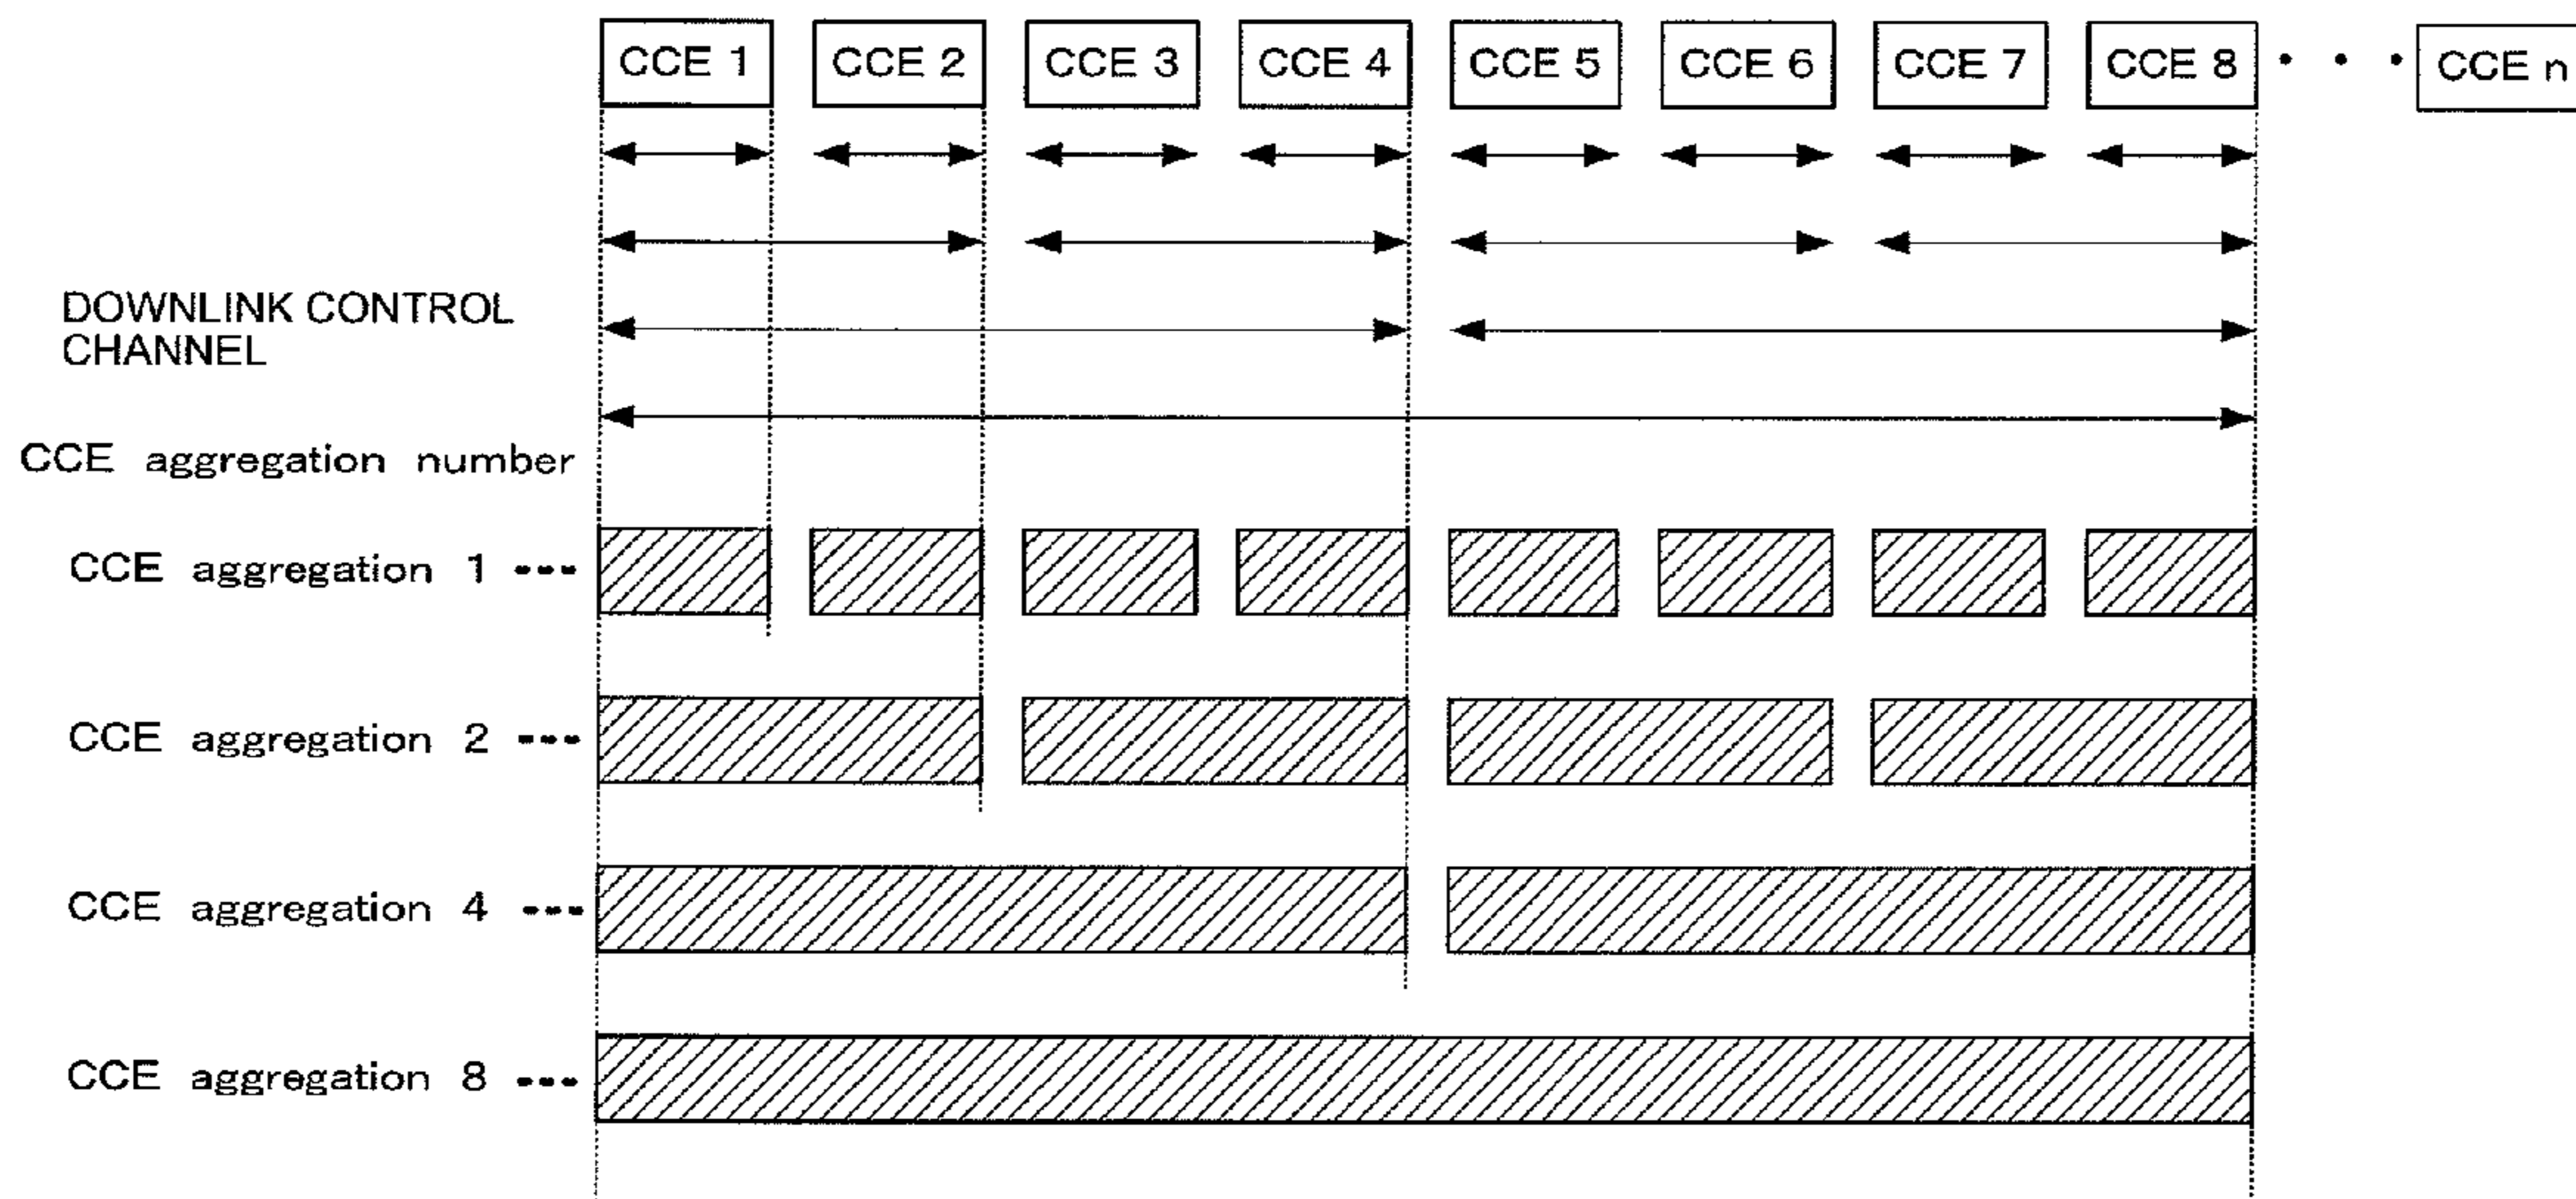 CCE 1 CCE 2 CCE 3 CCE 4 CCE 5 CCE 6 CCE 7 CCE 8 • • • CCE n
DOWNLINK CONTROL
CHANNEL
CCE aggregation number
CCE aggregation 1 ---
CCE aggregation 2 ---
CCE aggregation 4 ---
CCE aggregation 8 ---